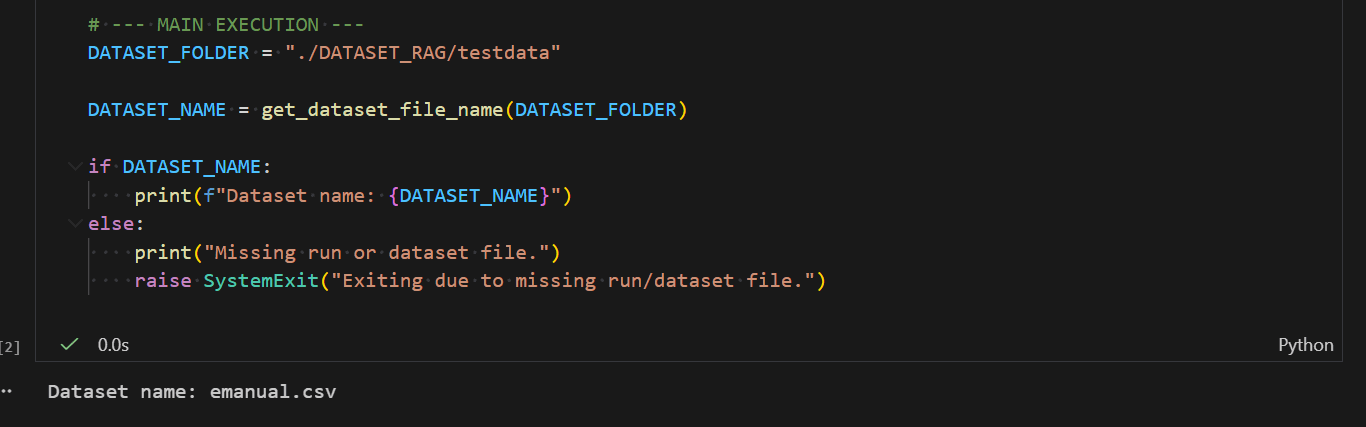 # --- MAIN EXECUTION ---
DATASET_FOLDER = "./DATASET_RAG/testdata"
DATASET_NAME = get_dataset_file_name(DATASET_FOLDER)
if DATASET_NAME:
    print(f"Dataset name: {DATASET_NAME}")
else:
    print("Missing run or dataset file.")
    raise SystemExit("Exiting due to missing run/dataset file.")
[2] 0.0s Python
Dataset name: emanual.csv